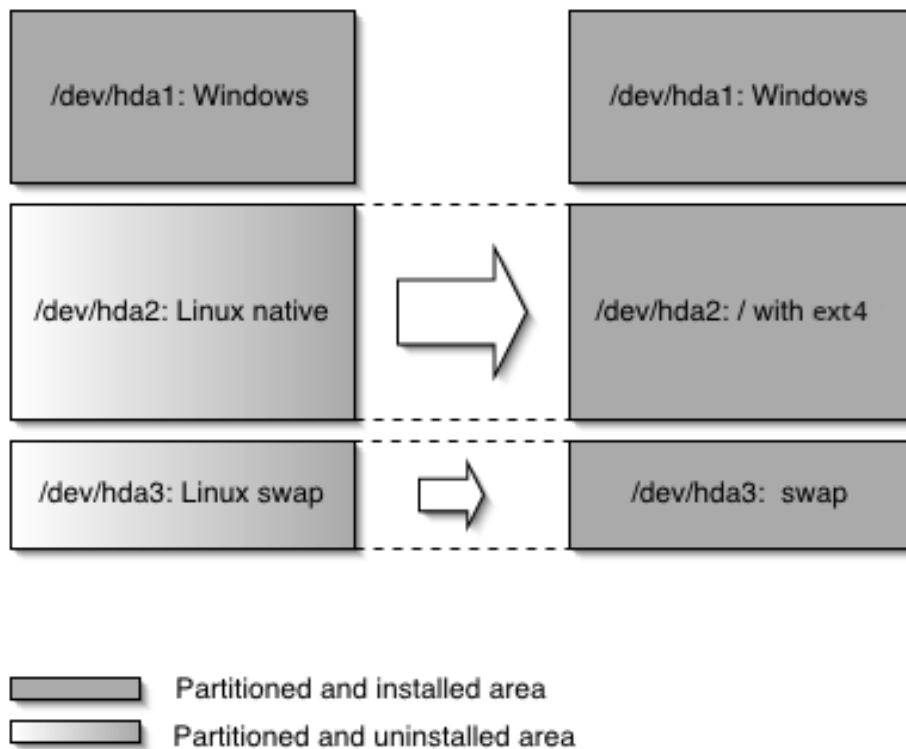 /dev/hda1: Windows
/dev/hda1: Windows
/dev/hda2: Linux native
/dev/hda2: / with ext4
/dev/hda3: Linux swap
/dev/hda3: swap
Partitioned and installed area
Partitioned and uninstalled area